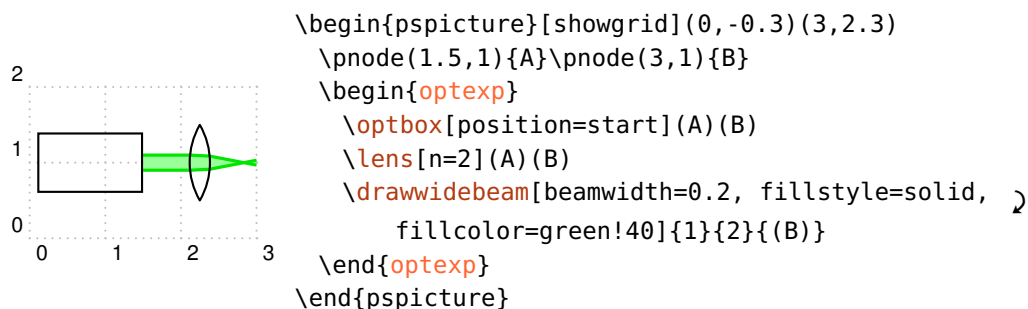 2
1
0
0 1 2 3
\begin{pspicture}[showgrid](0,-0.3)(3,2.3)
\pnode(1.5,1){A}\pnode(3,1){B}
\begin{optexp}
\optbox[position=start](A)(B)
\lens[n=2](A)(B)
\drawwidebeam[beamwidth=0.2, fillstyle=solid,
fillcolor=green!40]{1}{2}{(B)}
\end{optexp}
\end{pspicture}